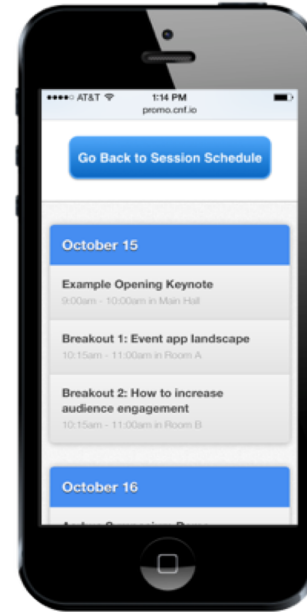 AT&T 1:14 PM
promo.cnf.io
Go Back to Session Schedule
October 15
Example Opening Keynote
9:00am - 10:00am in Main Hall
Breakout 1: Event app landscape
10:15am - 11:00am in Room A
Breakout 2: How to increase
audience engagement
10:15am - 11:00am in Room B
October 16